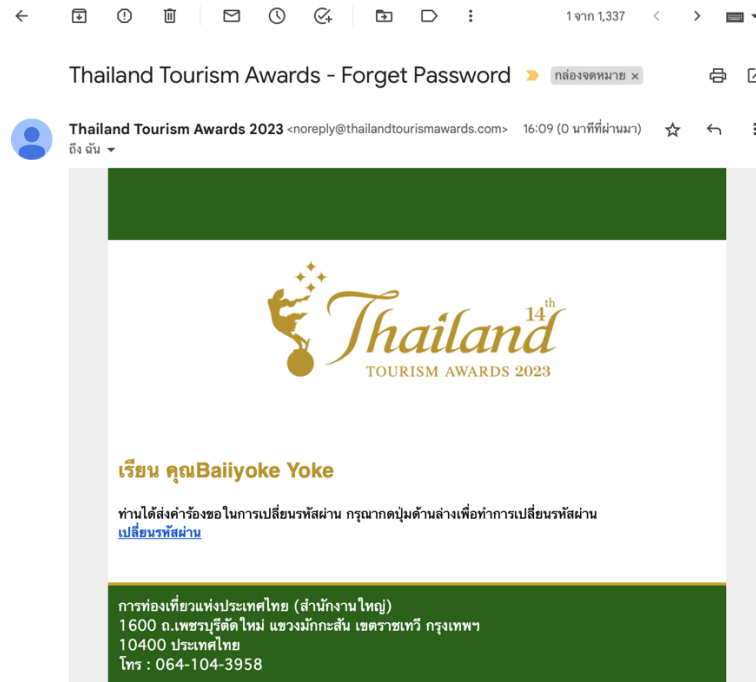 1 จาก 1,337
Thailand Tourism Awards - Forget Password กล่องจดหมาย ×
Thailand Tourism Awards 2023 <noreply@thailandtourismawards.com> 16:09 (0 นาทีที่ผ่านมา)
ถึง ฉัน
14th
Thailand
TOURISM AWARDS 2023
เรียน คุณBaiiyoke Yoke
ท่านได้ส่งคำร้องขอในการเปลี่ยนรหัสผ่าน กรุณากดปุ่มด้านล่างเพื่อทำการเปลี่ยนรหัสผ่าน
เปลี่ยนรหัสผ่าน
การท่องเที่ยวแห่งประเทศไทย (สำนักงานใหญ่)
1600 ถ.เพชรบุรีตัดใหม่ แขวงมักกะสัน เขตราชเทวี กรุงเทพฯ
10400 ประเทศไทย
โทร : 064-104-3958